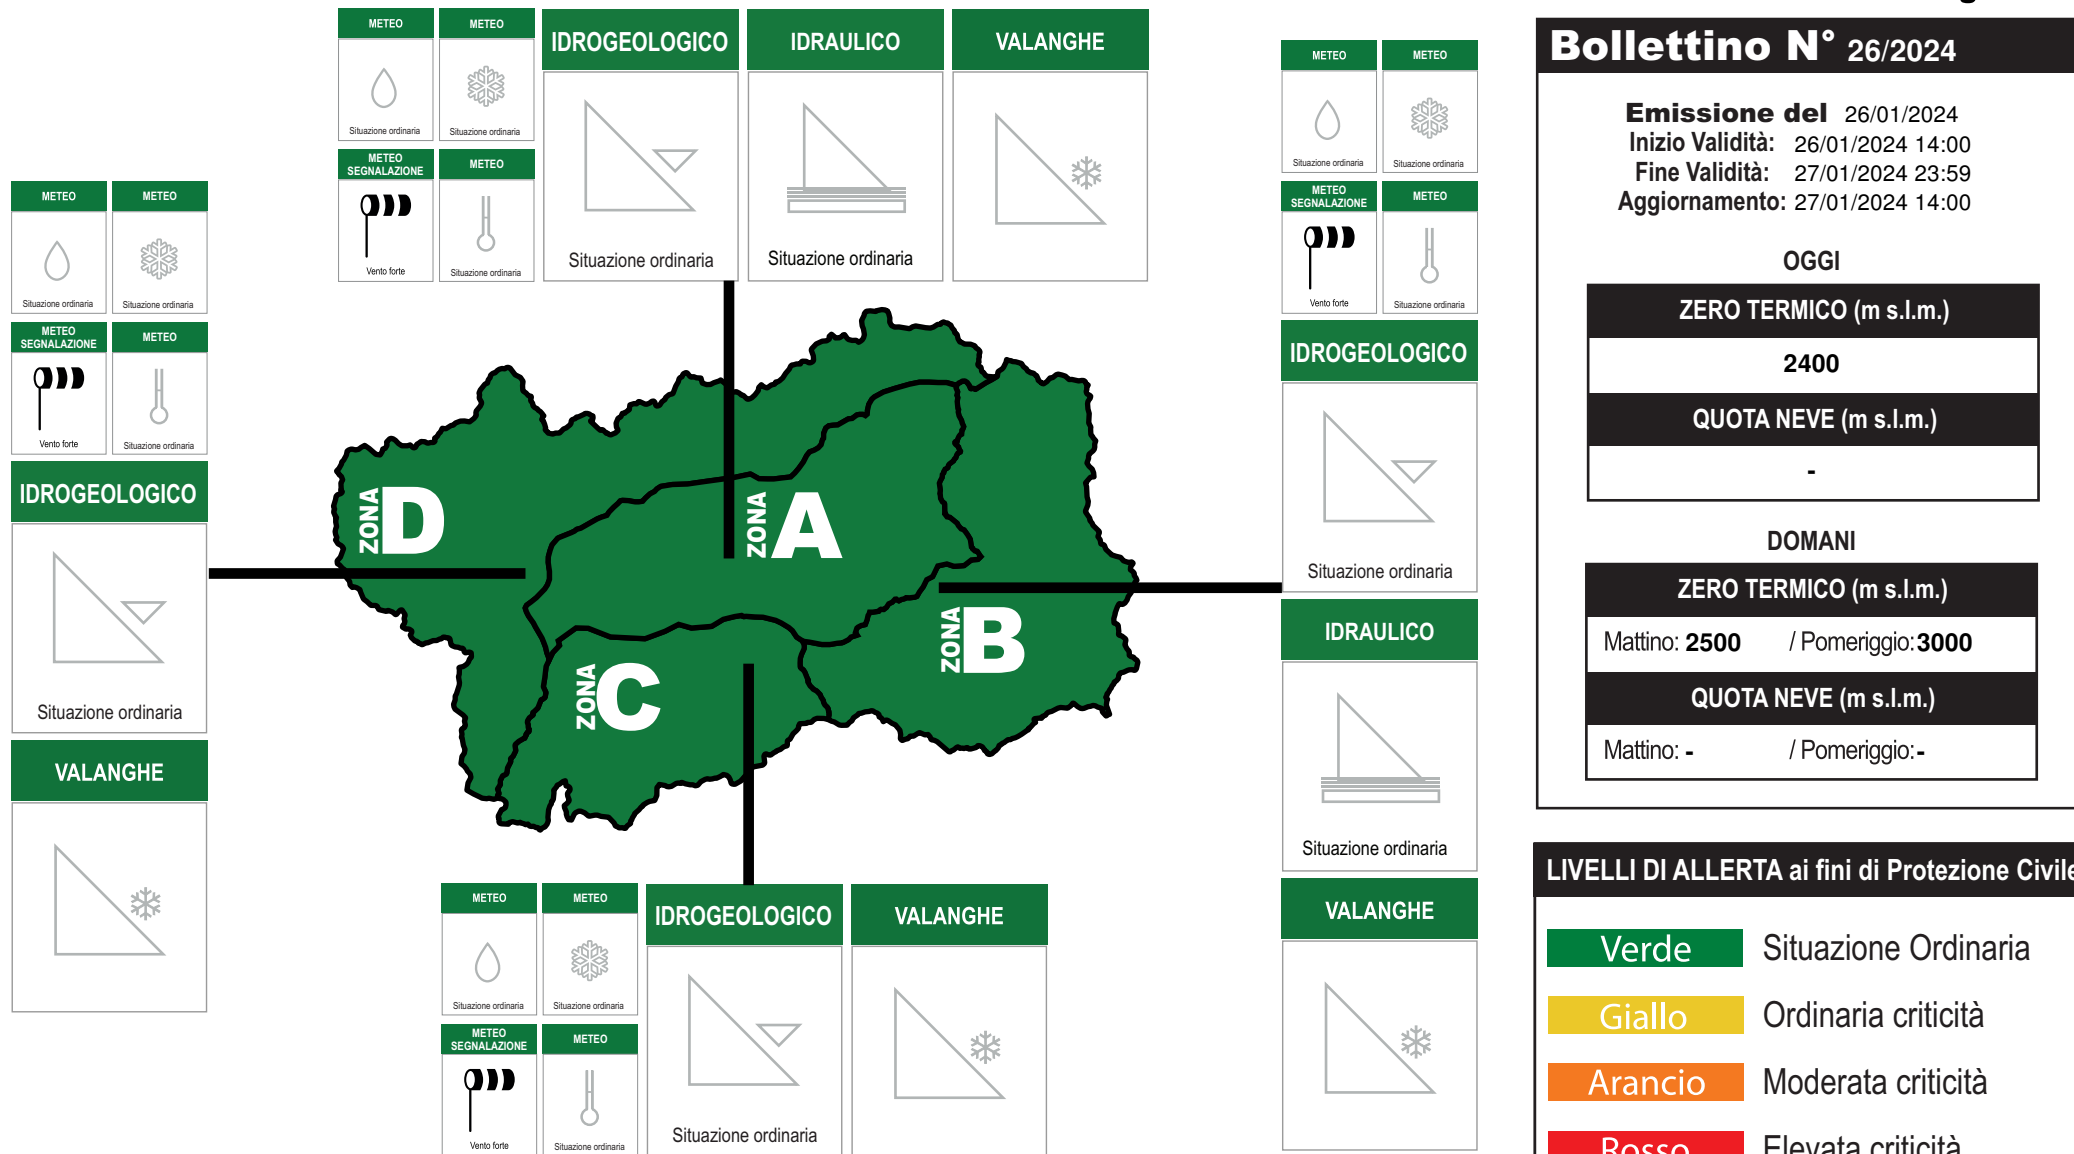 METEO METEO
Situazione ordinaria Situazione ordinaria
METEO SEGNALAZIONE METEO
Vento forte Situazione ordinaria
IDROGEOLOGICO
Situazione ordinaria
IDRAULICO
Situazione ordinaria
VALANGHE
METEO METEO
Situazione ordinaria Situazione ordinaria
METEO SEGNALAZIONE METEO
Vento forte Situazione ordinaria
IDROGEOLOGICO
Situazione ordinaria
VALANGHE
ZONA D
ZONA A
ZONA B
ZONA C
METEO METEO
Situazione ordinaria Situazione ordinaria
METEO SEGNALAZIONE METEO
Vento forte Situazione ordinaria
IDROGEOLOGICO
Situazione ordinaria
IDRAULICO
Situazione ordinaria
VALANGHE
METEO METEO
Situazione ordinaria Situazione ordinaria
METEO SEGNALAZIONE METEO
Vento forte Situazione ordinaria
IDROGEOLOGICO
Situazione ordinaria
VALANGHE
Bollettino N° 26/2024
Emissione del 26/01/2024
Inizio Validità: 26/01/2024 14:00
Fine Validità: 27/01/2024 23:59
Aggiornamento: 27/01/2024 14:00
OGGI
ZERO TERMICO (m s.l.m.)
2400
QUOTA NEVE (m s.l.m.)
-
DOMANI
ZERO TERMICO (m s.l.m.)
Mattino: 2500 / Pomeriggio: 3000
QUOTA NEVE (m s.l.m.)
Mattino: - / Pomeriggio: -
LIVELLI DI ALLERTA ai fini di Protezione Civile
Verde Situazione Ordinaria
Giallo Ordinaria criticità
Arancio Moderata criticità
Rosso Elevata criticità